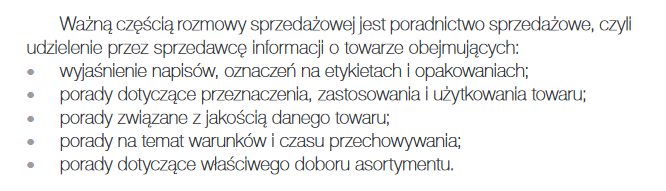 Ważną częścią rozmowy sprzedażowej jest poradnictwo sprzedażowe, czyli
udzielenie przez sprzedawcę informacji o towarze obejmujących:
• wyjaśnienie napisów, oznaczeń na etykietach i opakowaniach;
• porady dotyczące przeznaczenia, zastosowania i użytkowania towaru;
• porady związane z jakością danego towaru;
• porady na temat warunków i czasu przechowywania;
• porady dotyczące właściwego doboru asortymentu.